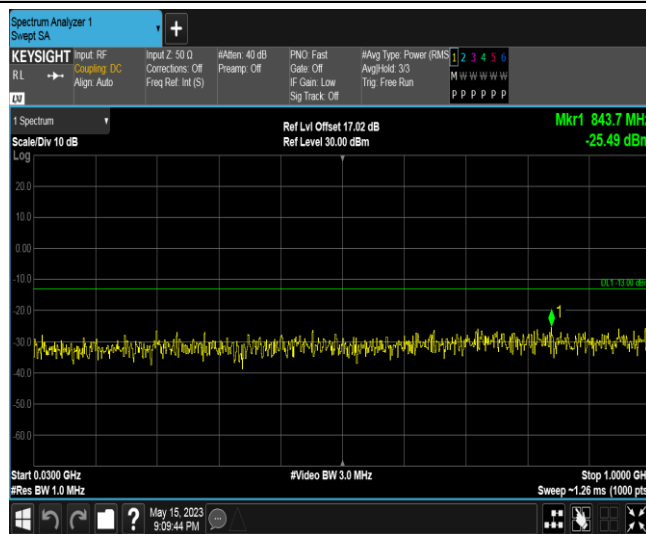 Spectrum Analyzer 1
Swept SA
+
KEYSIGHT
RL
LXI
Input: RF
Coupling: DC
Align: Auto
Input Z: 50 Ω
Corrections: Off
Freq Ref: Int (S)
#Atten: 40 dB
Preamp: Off
PNO: Fast
Gate: Off
IF Gain: Low
Sig Track: Off
#Avg Type: Power (RMS
Avg|Hold: 3/3
Trig: Free Run
1 2 3 4 5 6
M W W W W W
P P P P P P
1 Spectrum
Scale/Div 10 dB
Log
Ref Lvl Offset 17.02 dB
Ref Level 30.00 dBm
Mkr1 843.7 MHz
-25.49 dBm
20.0
10.0
0.00
-10.0
DL1 -13.00 dBm
-20.0
1
-30.0
-40.0
-50.0
-60.0
Start 0.0300 GHz
#Res BW 1.0 MHz
#Video BW 3.0 MHz
Stop 1.0000 GH
Sweep ~1.26 ms (1000 pts
?
May 15, 2023
9:09:44 PM